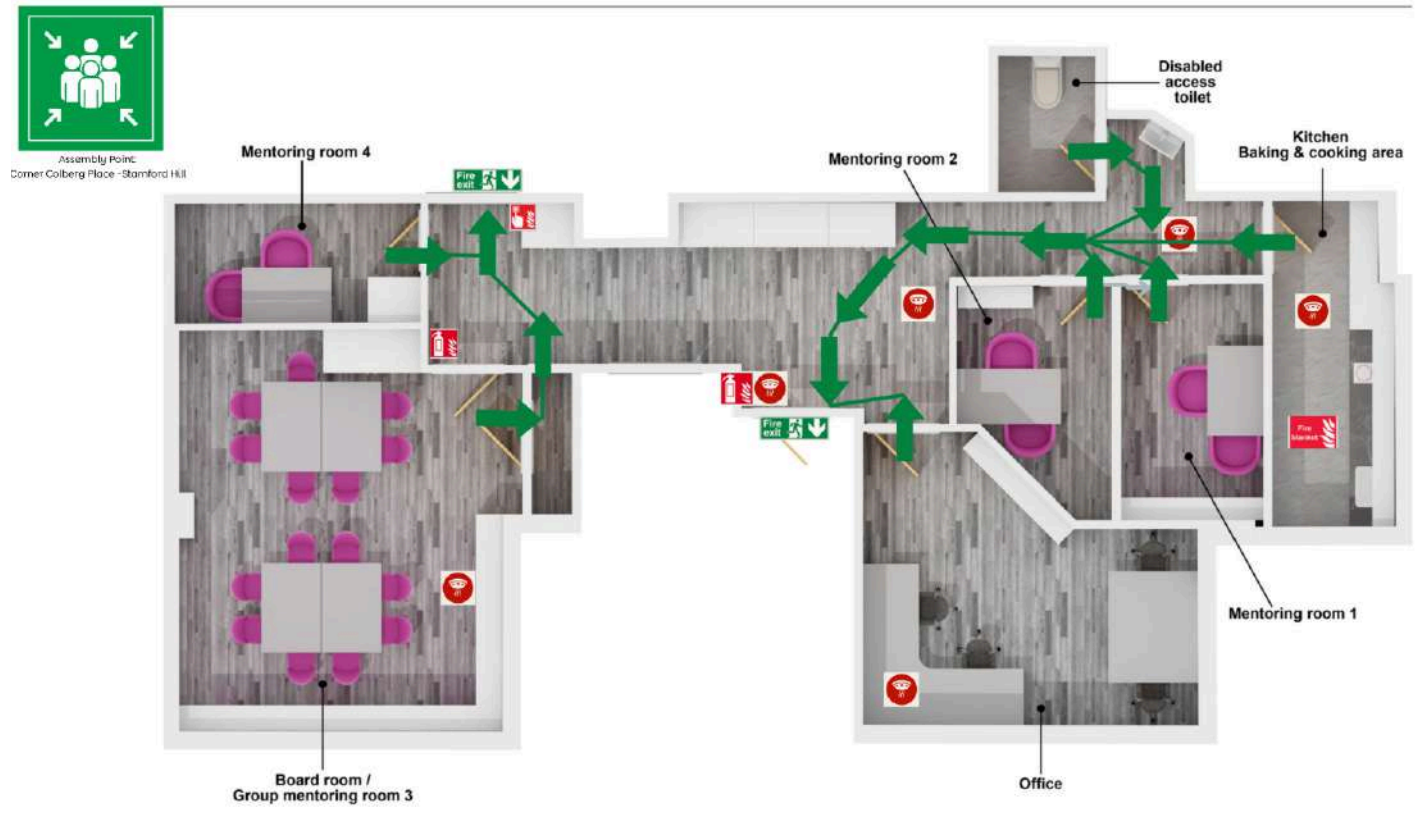 Assembly Point:
Corner Colberg Place -Stamford Hill
Mentoring room 4
Fire
exit
Mentoring room 2
Disabled
access
toilet
Kitchen
Baking & cooking area
Fire
exit
Fire
blanket
Mentoring room 1
Board room /
Group mentoring room 3
Office